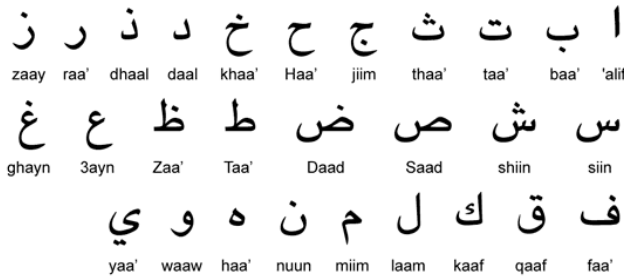 ا ب ت ث ج ح خ د ذ ر ز
'alif baa' taa' thaa' jiim Haa' khaa' daal dhaal raa' zaay
س ش ص ض ط ظ ع غ
siin shiin Saad Daad Taa' Zaa' 3ayn ghayn
ف ق ك ل م ن ه و ي
faa' qaaf kaaf laam miim nuun haa' waaw yaa'